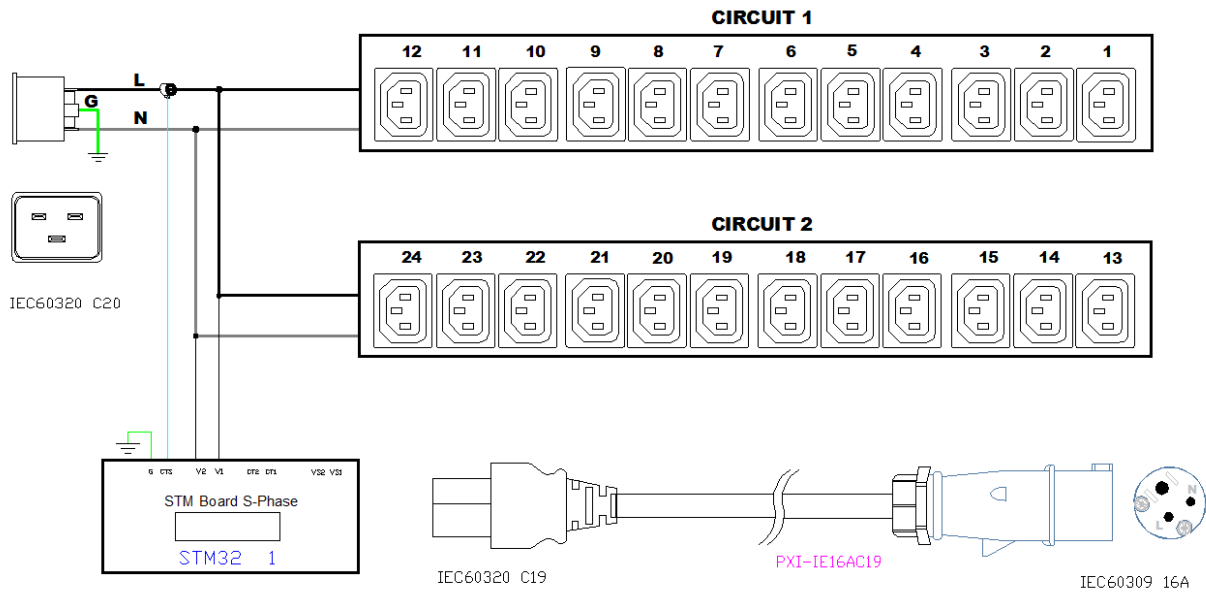 CIRCUIT 1
12 11 10 9 8 7 6 5 4 3 2 1
L
G
N
CIRCUIT 2
24 23 22 21 20 19 18 17 16 15 14 13
IEC60320 C20
G CT2 V2 V1 DT2 DT1 VS2 VS1
STM Board S-Phase
STM32 1
N
L
PXI-IE16AC19
IEC60320 C19
IEC60309 16A